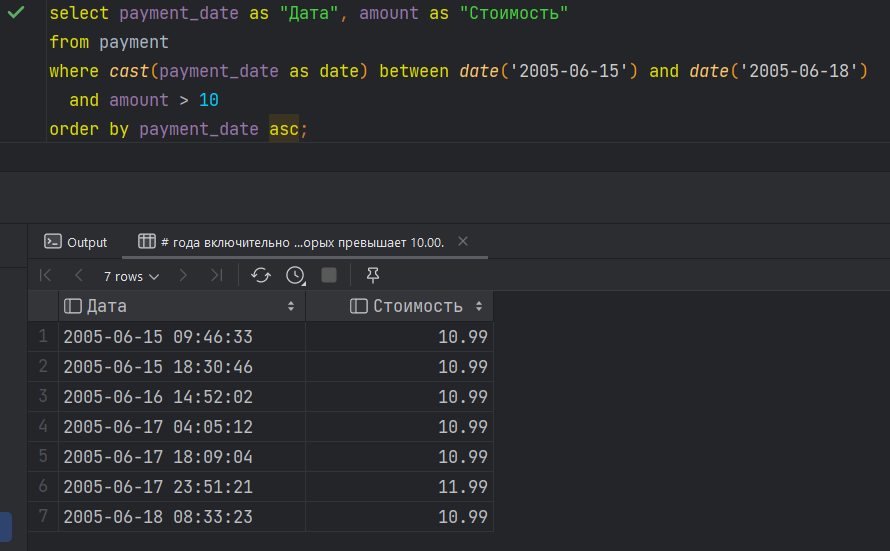 select payment_date as "Дата", amount as "Стоимость"
from payment
where cast(payment_date as date) between date('2005-06-15') and date('2005-06-18')
and amount > 10
order by payment_date asc;
Output
# года включительно ...орых превышает 10.00.
7 rows
Дата Стоимость
1 2005-06-15 09:46:33 10.99
2 2005-06-15 18:30:46 10.99
3 2005-06-16 14:52:02 10.99
4 2005-06-17 04:05:12 10.99
5 2005-06-17 18:09:04 10.99
6 2005-06-17 23:51:21 11.99
7 2005-06-18 08:33:23 10.99